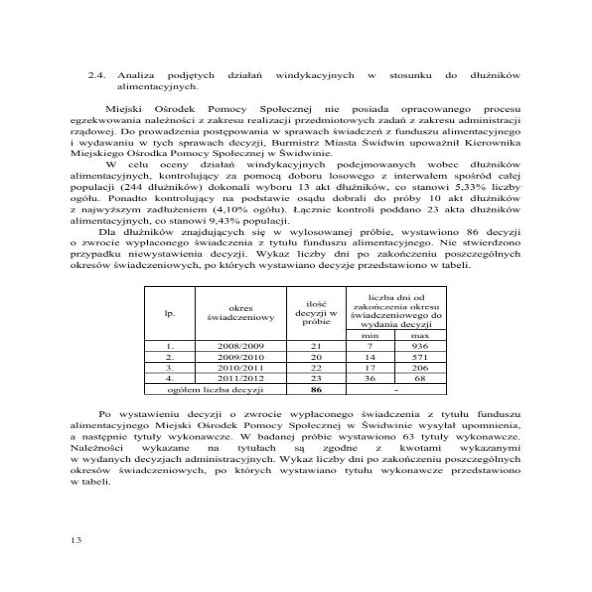 2.4. Analiza podjętych działań windykacyjnych w stosunku do dłużników
alimentacyjnych.
Miejski Ośrodek Pomocy Społecznej nie posiada opracowanego procesu
egzekwowania należności z zakresu realizacji przedmiotowych zadań z zakresu administracji
rządowej. Do prowadzenia postępowania w sprawach świadczeń z funduszu alimentacyjnego
i wydawaniu w tych sprawach decyzji, Burmistrz Miasta Świdwin upoważnił Kierownika
Miejskiego Ośrodka Pomocy Społecznej w Świdwinie.
W celu oceny działań windykacyjnych podejmowanych wobec dłużników
alimentacyjnych, kontrolujący za pomocą doboru losowego z interwałem spośród całej
populacji (244 dłużników) dokonali wyboru 13 akt dłużników, co stanowi 5,33% liczby
ogółu. Ponadto kontrolujący na podstawie osądu dobrali do próby 10 akt dłużników
z najwyższym zadłużeniem (4,10% ogółu). Łącznie kontroli poddano 23 akta dłużników
alimentacyjnych, co stanowi 9,43% populacji.
Dla dłużników znajdujących się w wylosowanej próbie, wystawiono 86 decyzji
o zwrocie wypłaconego świadczenia z tytułu funduszu alimentacyjnego. Nie stwierdzono
przypadku niewystawienia decyzji. Wykaz liczby dni po zakończeniu poszczególnych
okresów świadczeniowych, po których wystawiano decyzje przedstawiono w tabeli.
lp. okres świadczeniowy ilość decyzji w próbie liczba dni od zakończenia okresu świadczeniowego do wydania decyzji
min max
1. 2008/2009 21 7 936
2. 2009/2010 20 14 571
3. 2010/2011 22 17 206
4. 2011/2012 23 36 68
ogółem liczba decyzji 86 -
Po wystawieniu decyzji o zwrocie wypłaconego świadczenia z tytułu funduszu
alimentacyjnego Miejski Ośrodek Pomocy Społecznej w Świdwinie wysyłał upomnienia,
a następnie tytuły wykonawcze. W badanej próbie wystawiono 63 tytuły wykonawcze.
Należności wykazane na tytułach są zgodne z kwotami wykazanymi
w wydanych decyzjach administracyjnych. Wykaz liczby dni po zakończeniu poszczególnych
okresów świadczeniowych, po których wystawiano tytułu wykonawcze przedstawiono
w tabeli.
13